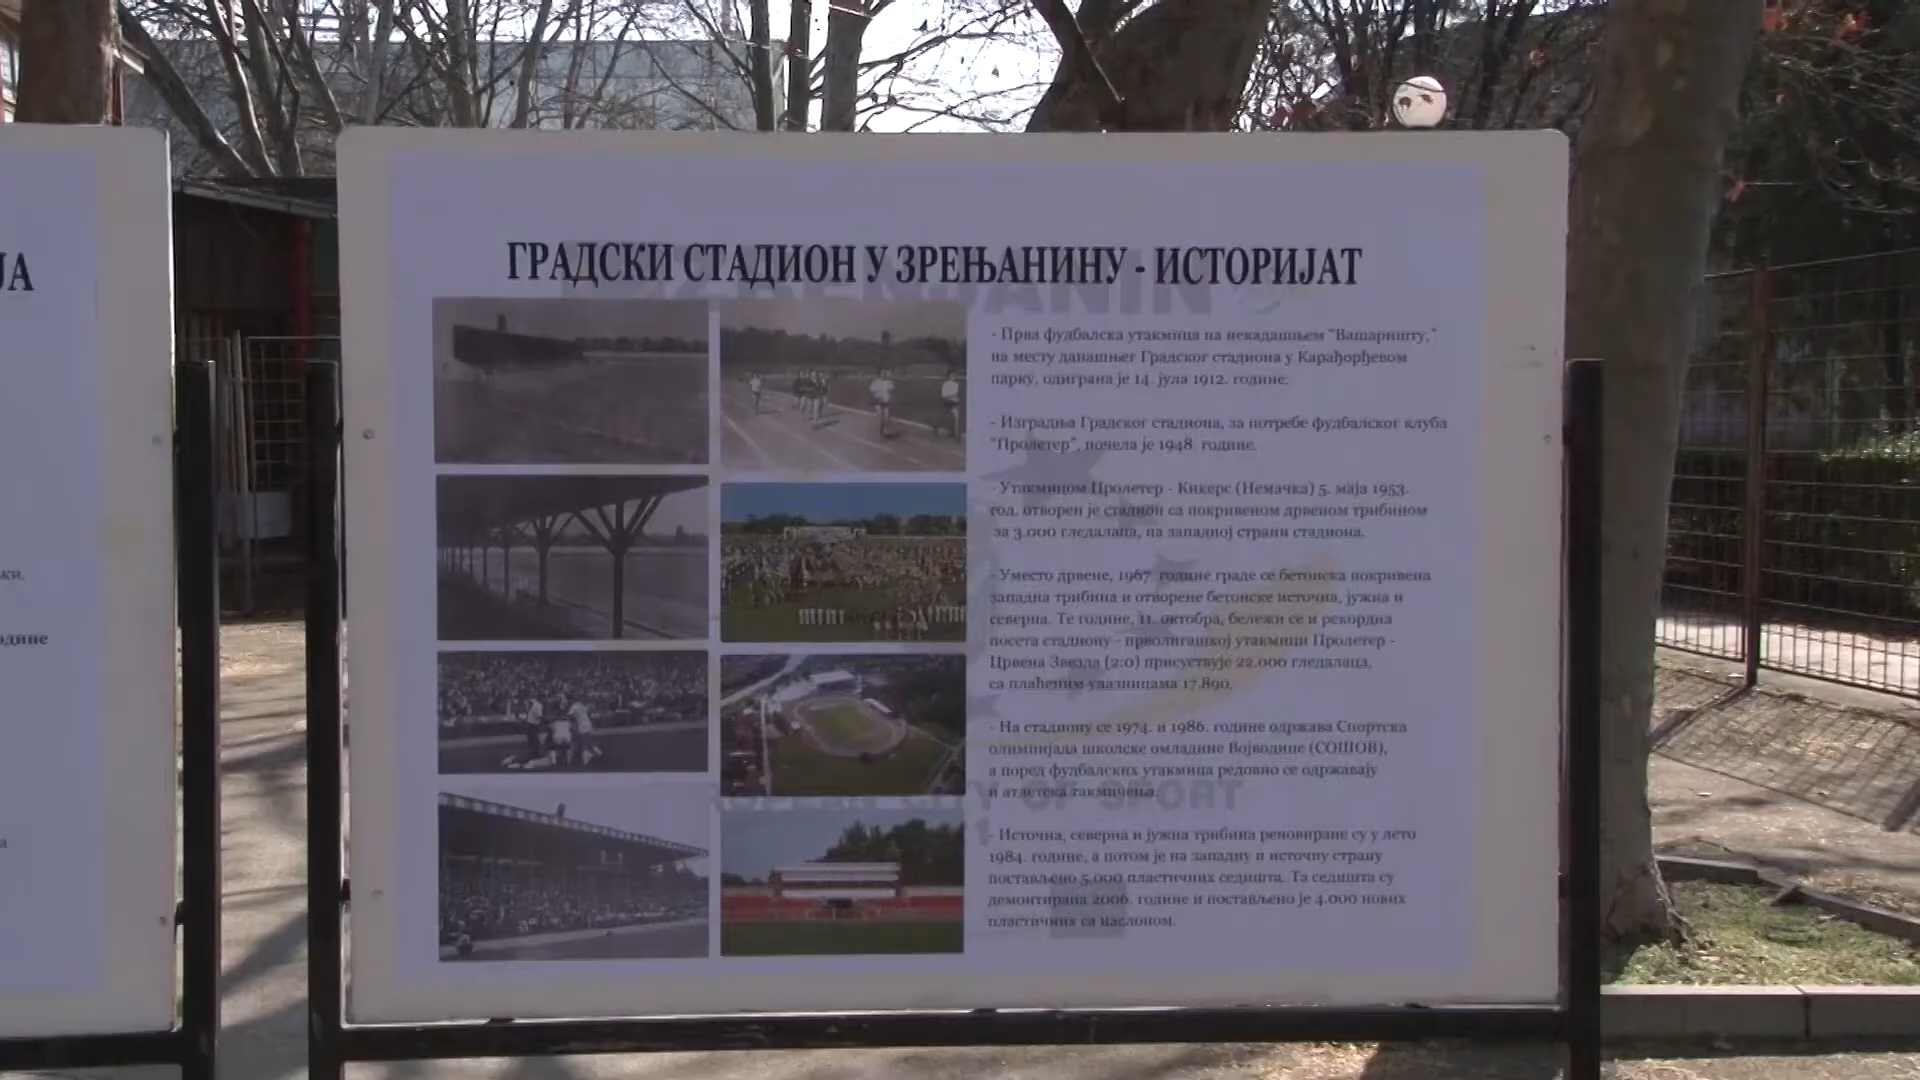 ЈА
ки.
одине
а
ГРАДСКИ СТАДИОН У ЗРЕЊАНИНУ - ИСТОРИЈАТ
- Прва фудбалска утакмица на некадашњем "Вашаришту,"
на месту данашњег Градског стадиона у Карађорђевом
парку, одиграна је 14. јула 1912. године.
- Изградња Градског стадиона, за потребе фудбалског клуба
"Пролетер", почела је 1948. године.
- Утакмицом Пролетер - Кикерс (Немачка) 5. маја 1953.
год. отворен је стадион са покривеном дрвеном трибином
за 3.000 гледалаца, на западној страни стадиона.
- Уместо дрвене, 1967. године граде се бетонска покривена
западна трибина и отворене бетонске источна, јужна и
северна. Те године, 11. октобра, бележи се и рекордна
посета стадиону - прволигашкој утакмици Пролетер -
Црвена Звезда (2:0) присуствује 22.000 гледалаца,
са плаћеним улазницама 17.890.
- На стадиону се 1974. и 1986. године одржава Спортска
олимпијада школске омладине Војводине (СОШОВ),
а поред фудбалских утакмица редовно се одржавају
и атлетска такмичења.
- Источна, северна и јужна трибина реновиране су у лето
1984. године, а потом је на западну и источну страну
постављено 5.000 пластичних седишта. Та седишта су
демонтирана 2006. године и постављено је 4.000 нових
пластичних са наслоном.
CITY OF SPORT